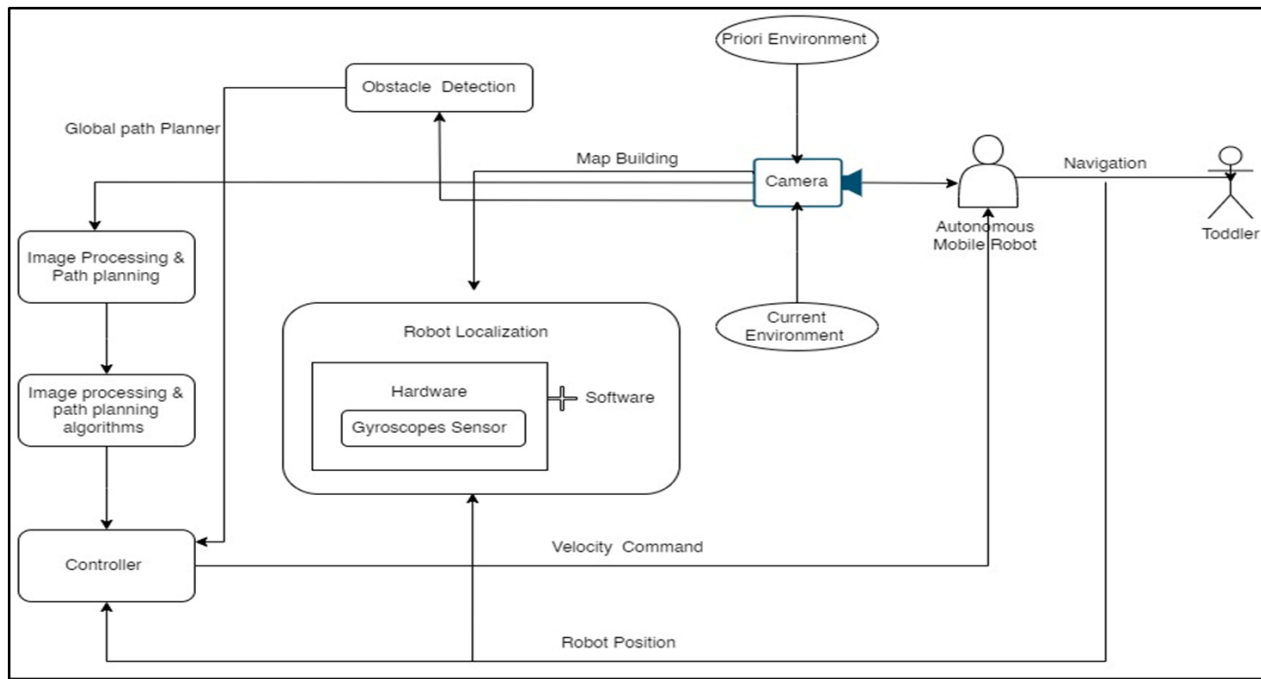 Priori Environment
Obstacle Detection
Global path Planner
Map Building
Camera
Navigation
Autonomous
Mobile Robot
Toddler
Image Processing &
Path planning
Current
Environment
Robot Localization
Hardware
Software
Gyroscopes Sensor
Image processing &
path planning
algorithms
Controller
Velocity Command
Robot Position